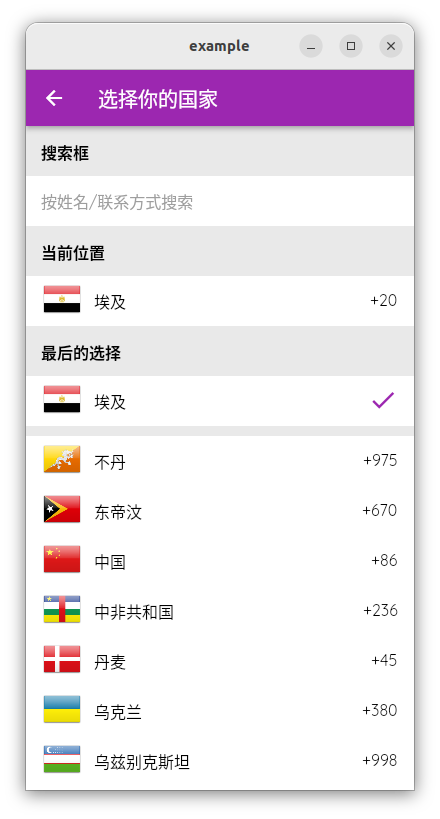 example
选择你的国家
搜索框
按姓名/联系方式搜索
当前位置
埃及 +20
最后的选择
埃及
不丹 +975
东帝汶 +670
中国 +86
中非共和国 +236
丹麦 +45
乌克兰 +380
乌兹别克斯坦 +998